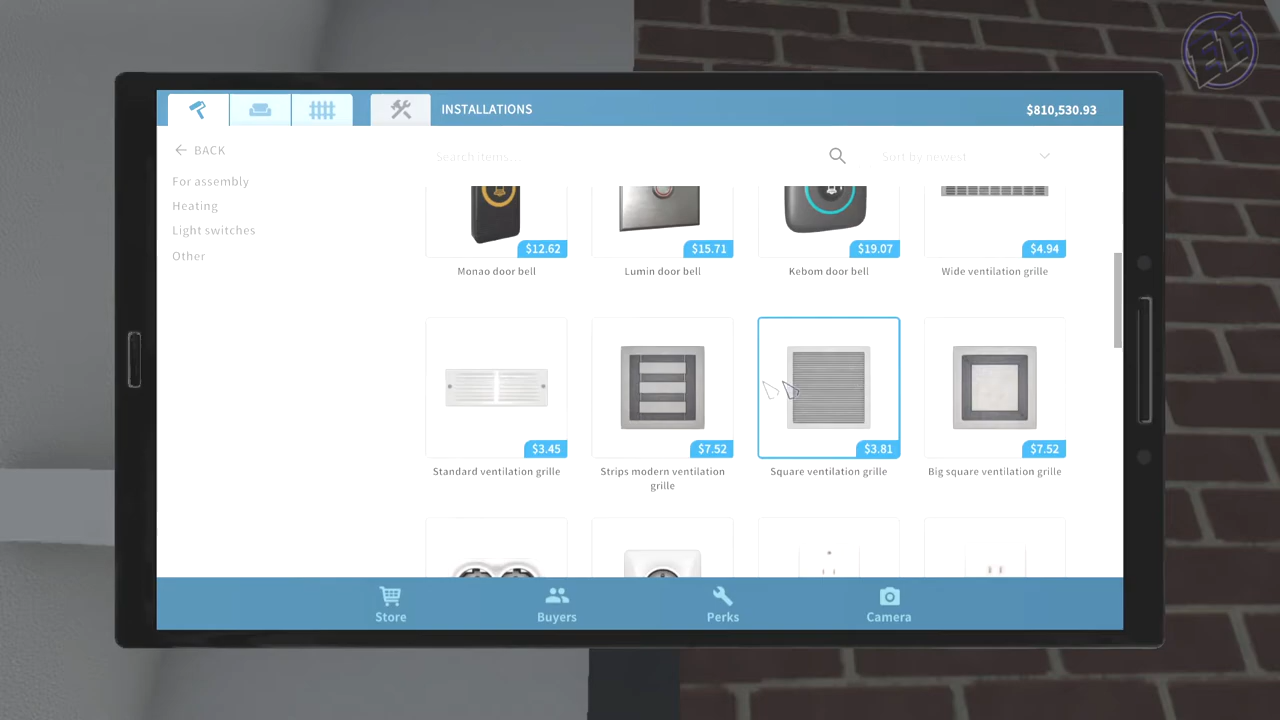 INSTALLATIONS
$810,530.93
BACK
Search items...
Sort by newest
For assembly
Heating
Light switches
Other
$12.62
$15.71
$19.07
$4.94
Monao door bell
Lumin door bell
Kebom door bell
Wide ventilation grille
$3.45
$7.52
$3.81
$7.52
Standard ventilation grille
Strips modern ventilation
grille
Square ventilation grille
Big square ventilation grille
Store
Buyers
Perks
Camera